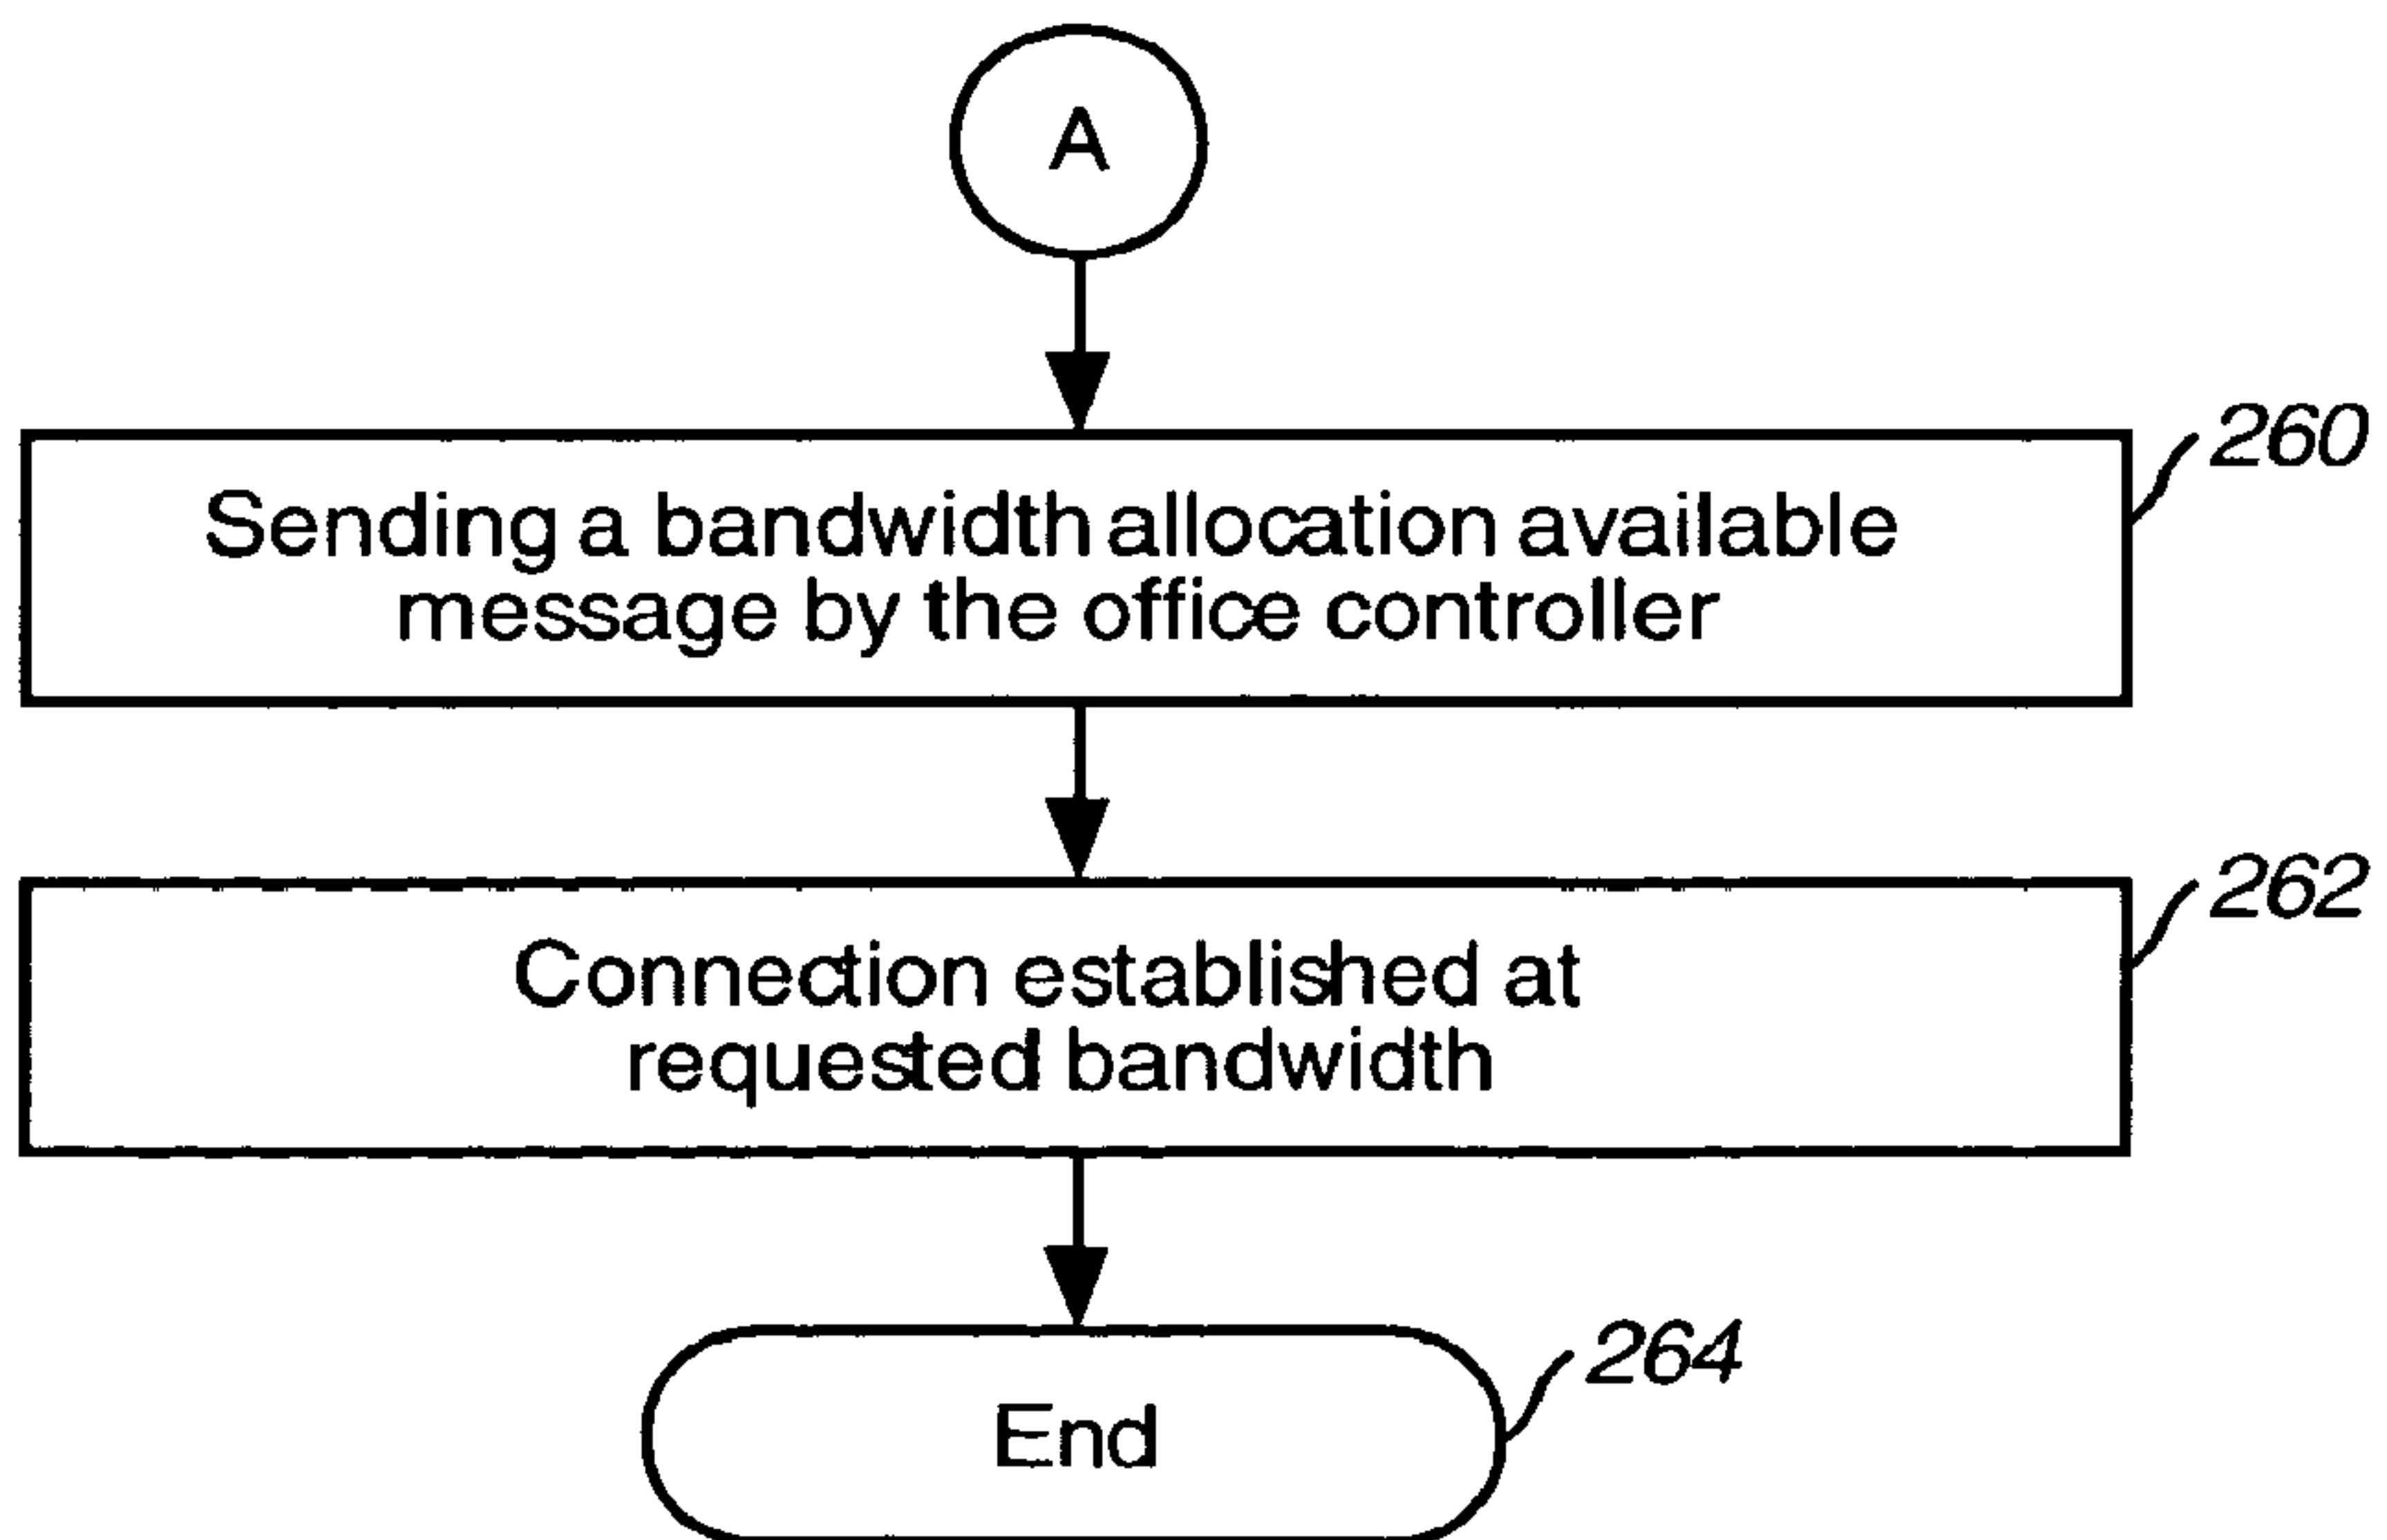 A
260
Sending a bandwidth allocation available
message by the office controller
262
Connection established at
requested bandwidth
264
End